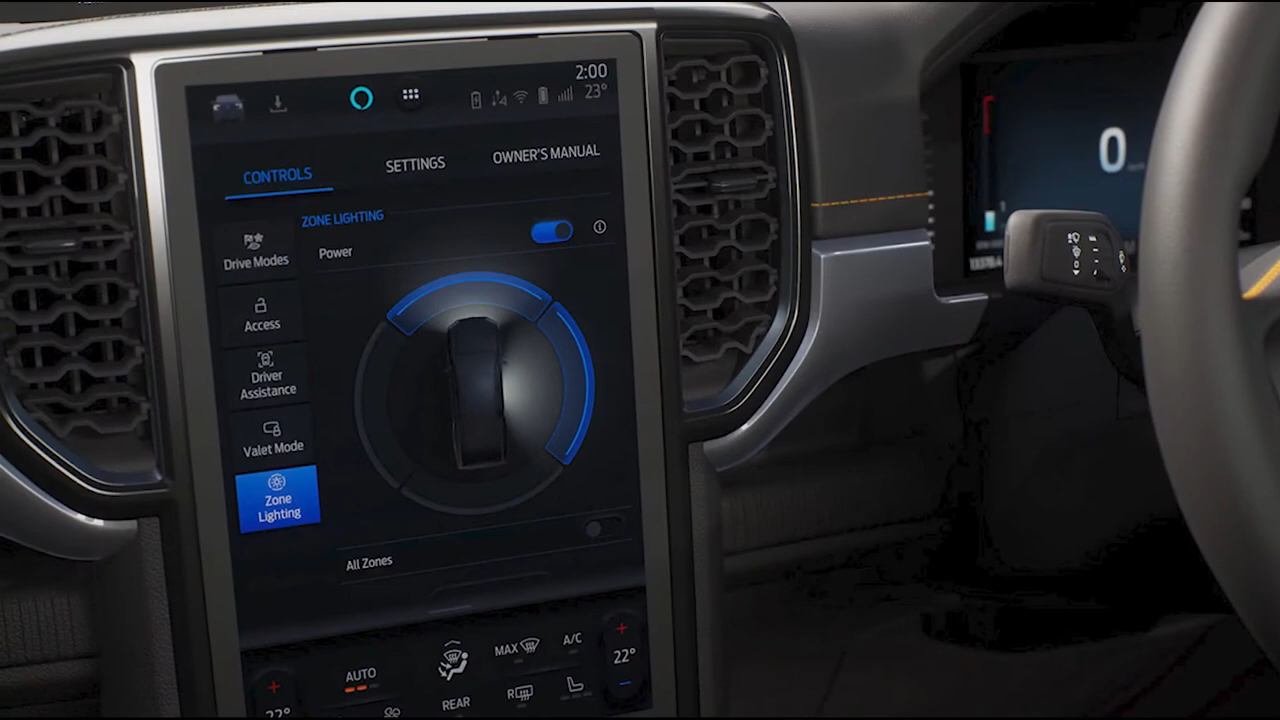 2:00
23°
CONTROLS
SETTINGS
OWNER'S MANUAL
ZONE LIGHTING
Power
Drive Modes
Access
Driver
Assistance
Valet Mode
Zone
Lighting
All Zones
0
AUTO
MAX
A/C
22°
22°
REAR
R